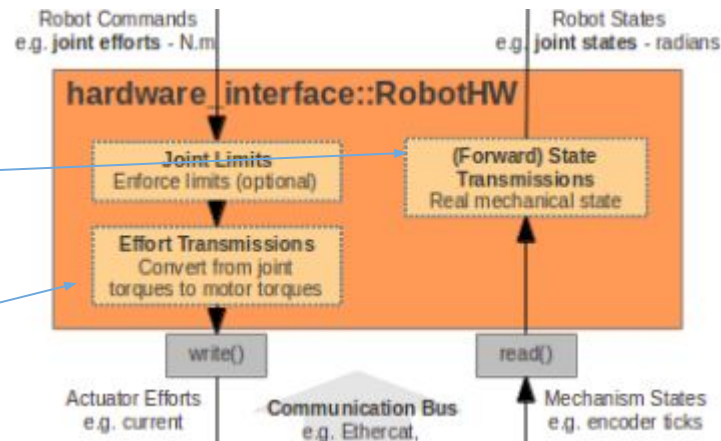 Robot Commands
e.g. joint efforts - N.m
Robot States
e.g. joint states - radians
hardware_interface::RobotHW
Joint Limits
Enforce limits (optional)
(Forward) State
Transmissions
Real mechanical state
Effort Transmissions
Convert from joint
torques to motor torques
write()
read()
Actuator Efforts
e.g. current
Communication Bus
e.g. Ethercat,
Mechanism States
e.g. encoder ticks